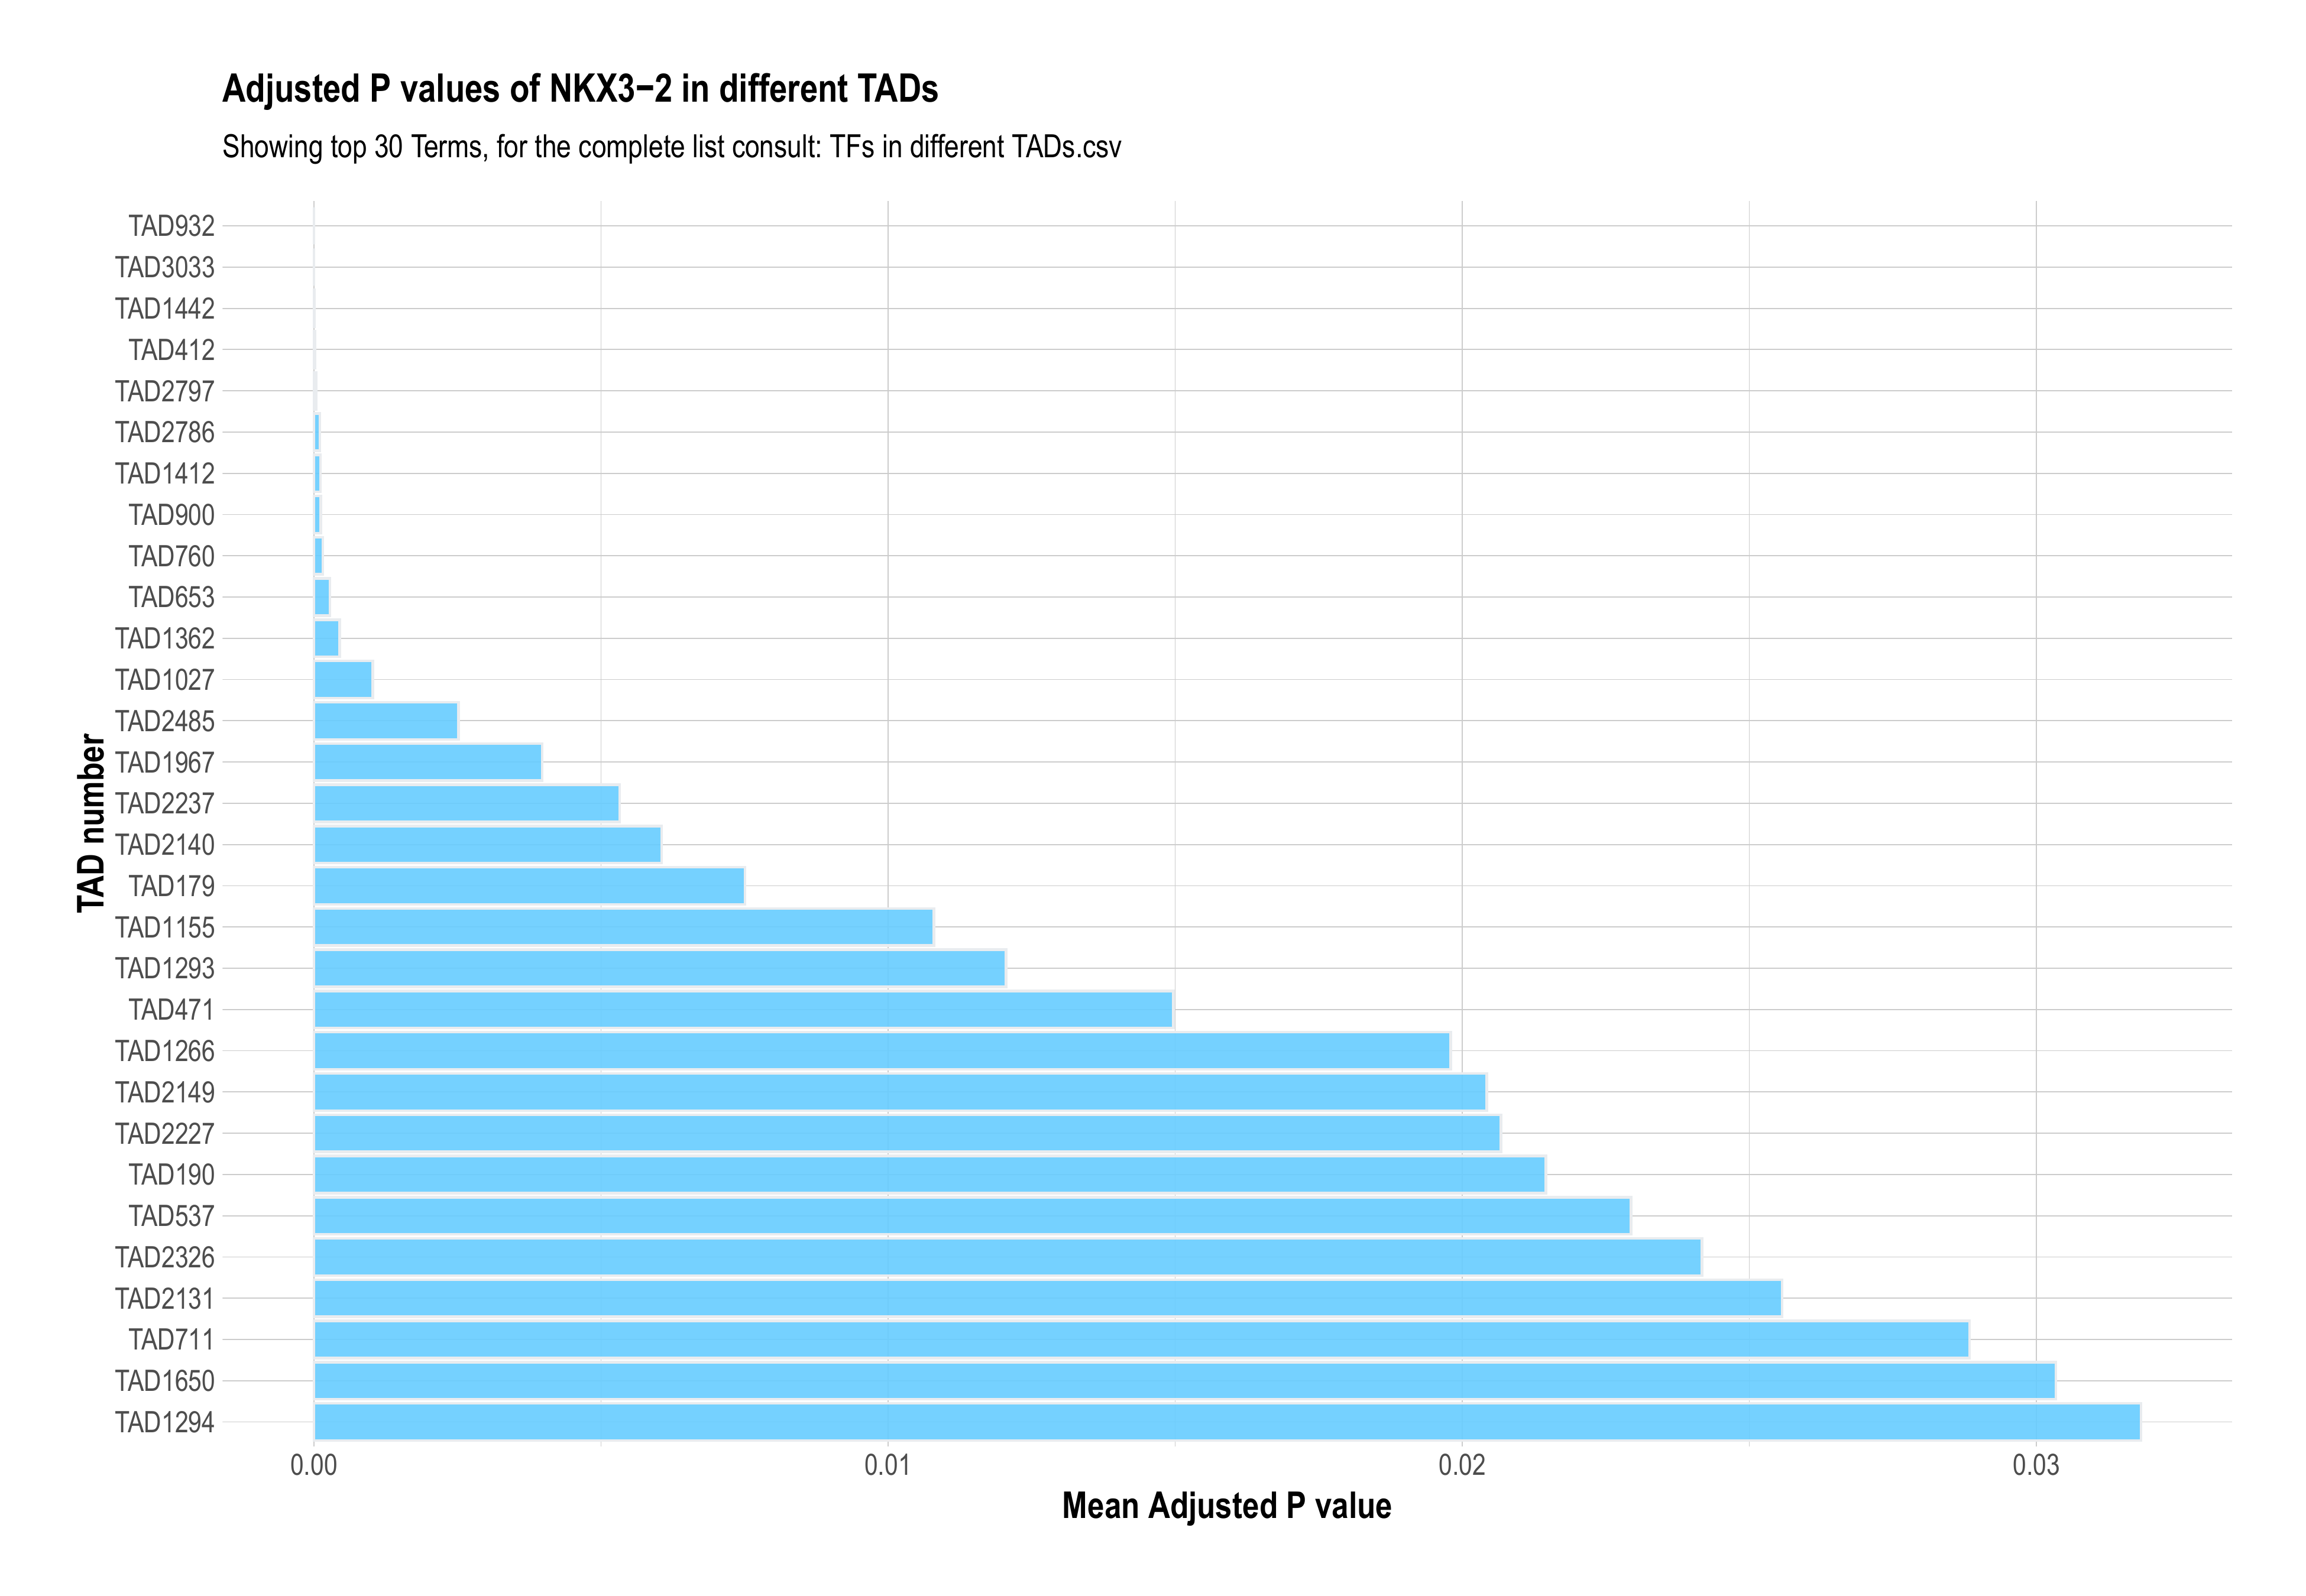 Adjusted P values of NKX3−2 in different TADs
Showing top 30 Terms, for the complete list consult: TFs in different TADs.csv
TAD number
TAD932
TAD3033
TAD1442
TAD412
TAD2797
TAD2786
TAD1412
TAD900
TAD760
TAD653
TAD1362
TAD1027
TAD2485
TAD1967
TAD2237
TAD2140
TAD179
TAD1155
TAD1293
TAD471
TAD1266
TAD2149
TAD2227
TAD190
TAD537
TAD2326
TAD2131
TAD711
TAD1650
TAD1294
0.00 0.01 0.02 0.03
Mean Adjusted P value